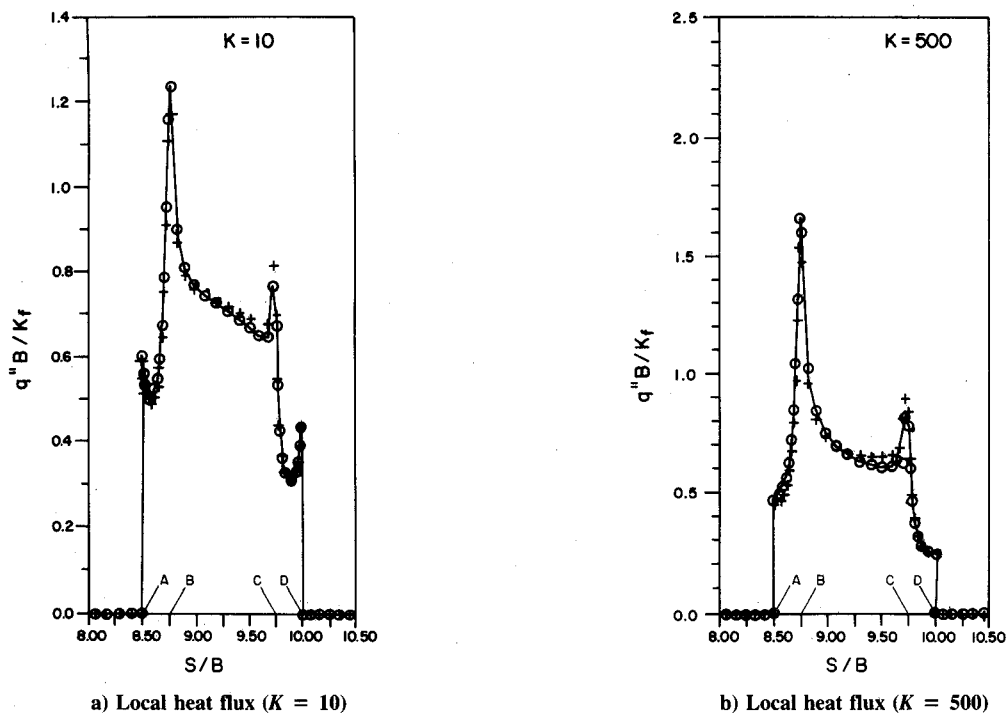 K = 10
1.4
1.2
1.0
0.8
0.6
0.4
0.2
0.0
q"B/Kf
A B C D
8.00 8.50 9.00 9.50 10.00 10.50
S/B
a) Local heat flux (K = 10)
K = 500
2.5
2.0
1.5
1.0
0.5
0.0
q"B/Kf
A B C D
8.00 8.50 9.00 9.50 10.00 10.50
S/B
b) Local heat flux (K = 500)